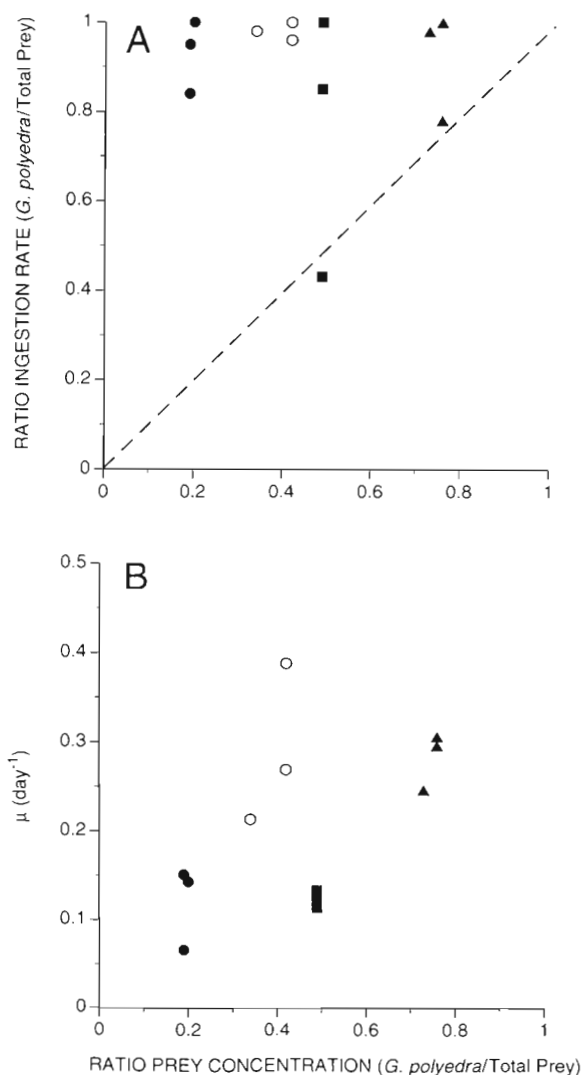 A
RATIO INGESTION RATE (G. polyedra/Total Prey)
1
0.8
0.6
0.4
0.2
0
0 0.2 0.4 0.6 0.8 1
B
μ (day⁻¹)
0.5
0.4
0.3
0.2
0.1
0
0 0.2 0.4 0.6 0.8 1
RATIO PREY CONCENTRATION (G. polyedra/Total Prey)